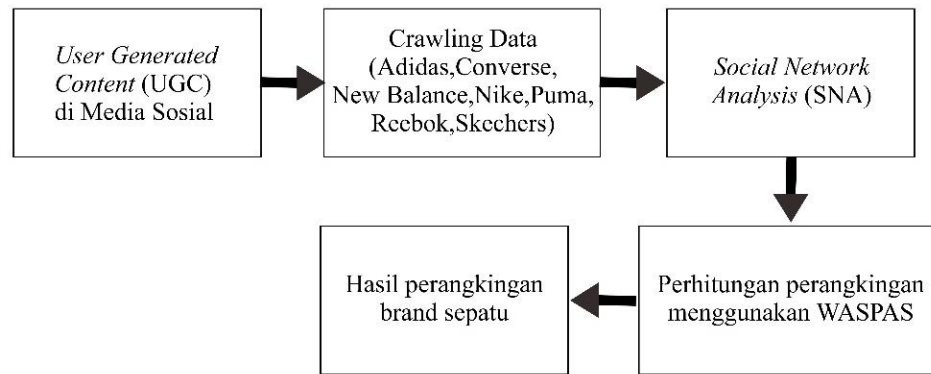 User Generated
Content (UGC)
di Media Sosial
Crawling Data
(Adidas,Converse,
New Balance,Nike,Puma,
Reebok,Skechers)
Social Network
Analysis (SNA)
Perhitungan perangkingan
menggunakan WASPAS
Hasil perangkingan
brand sepatu